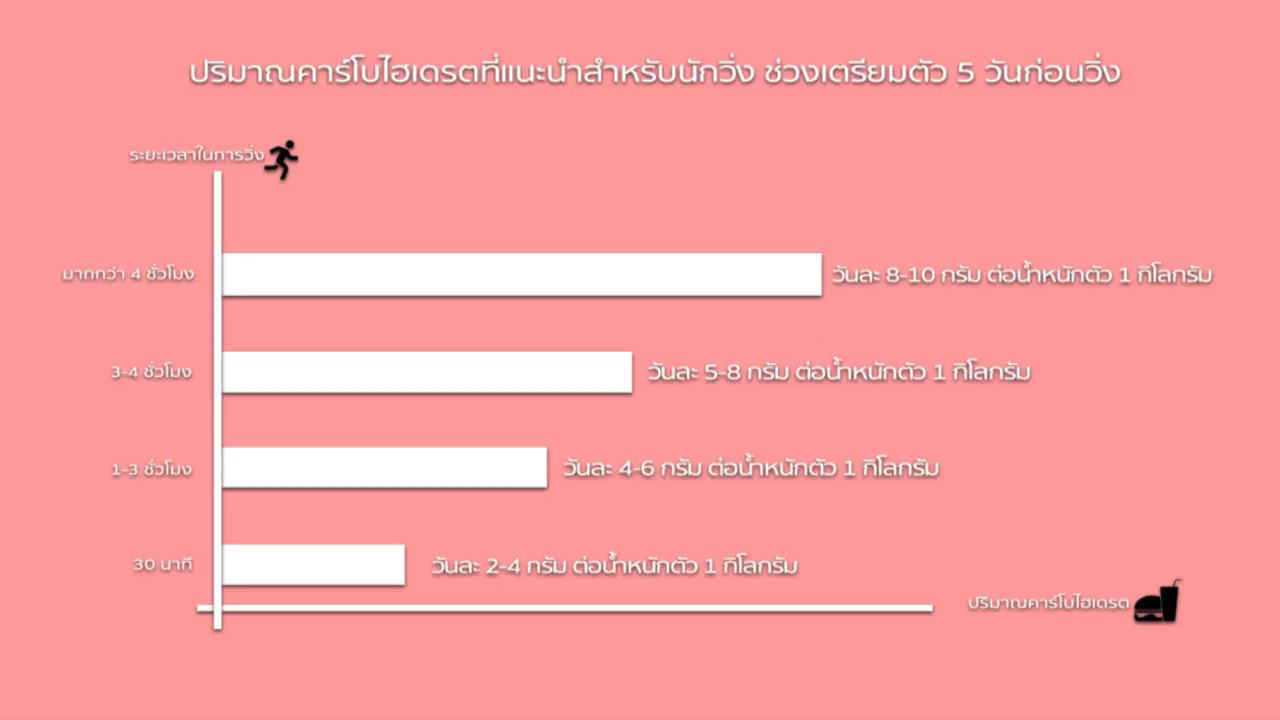 ปริมาณคาร์โบไฮเดรตที่แนะนำสำหรับนักวิ่ง ช่วงเตรียมตัว 5 วันก่อนวิ่ง
ระยะเวลาในการวิ่ง
มากกว่า 4 ชั่วโมง วันละ 8-10 กรัม ต่อน้ำหนักตัว 1 กิโลกรัม
3-4 ชั่วโมง วันละ 5-8 กรัม ต่อน้ำหนักตัว 1 กิโลกรัม
1-3 ชั่วโมง วันละ 4-6 กรัม ต่อน้ำหนักตัว 1 กิโลกรัม
30 นาที วันละ 2-4 กรัม ต่อน้ำหนักตัว 1 กิโลกรัม
ปริมาณคาร์โบไฮเดรต